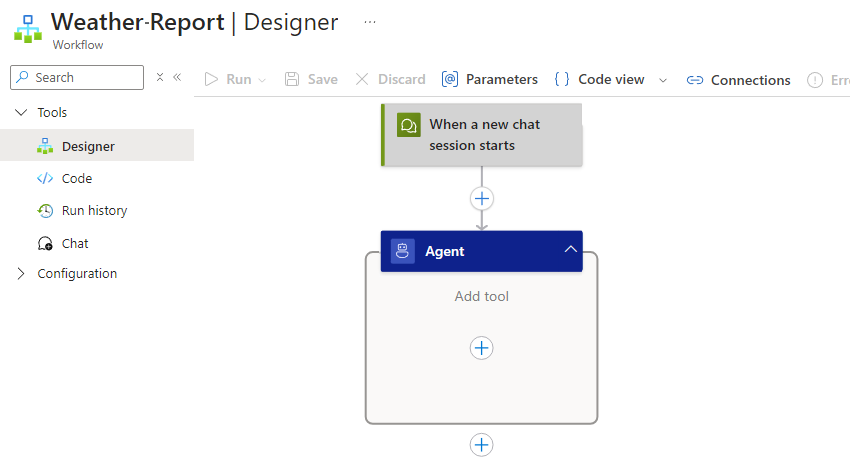 Weather-Report | Designer ...
Workflow
Search
Run Save Discard Parameters Code view Connections Erro
Tools
Designer
Code
Run history
Chat
Configuration
When a new chat
session starts
Agent
Add tool